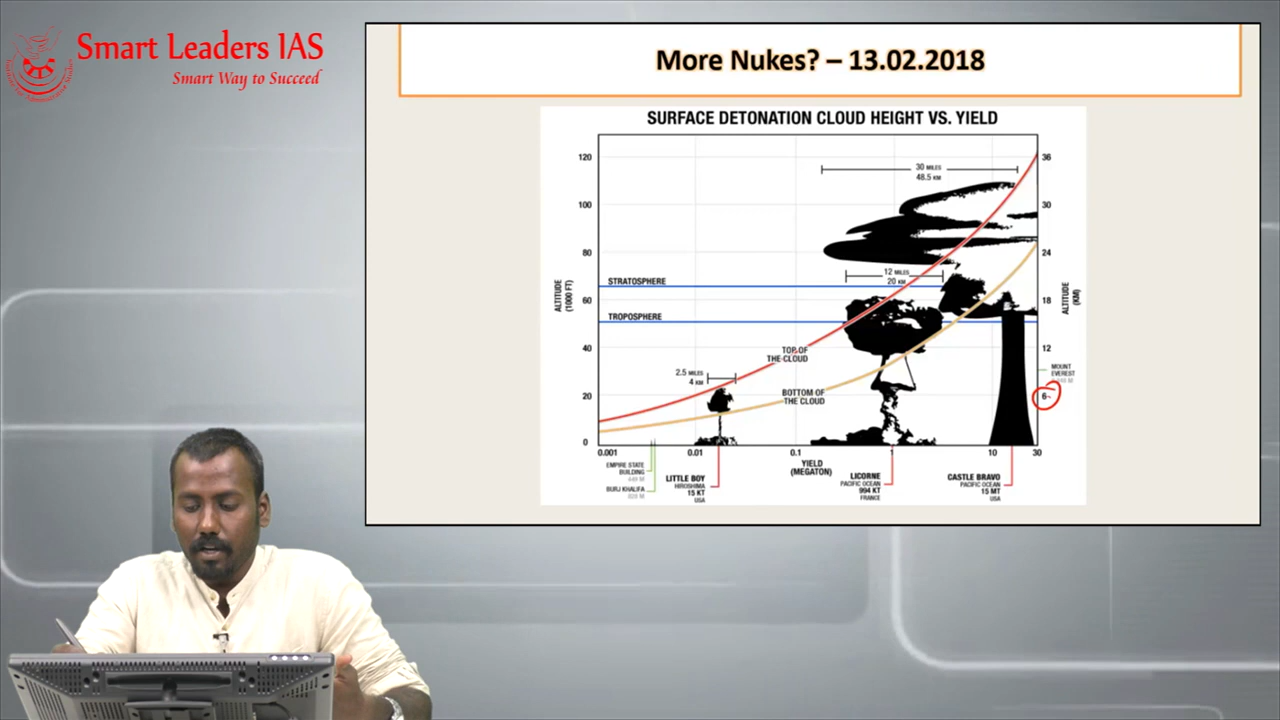 Smart Leaders IAS
Smart Way to Succeed
More Nukes? – 13.02.2018
SURFACE DETONATION CLOUD HEIGHT VS. YIELD
120
100
80
60
40
20
0
ALTITUDE
(1000 FT)
36
30
24
18
12
6
ALTITUDE
(KM)
30 MILES
48.5 KM
12 MILES
20 KM
STRATOSPHERE
TROPOSPHERE
TOP OF
THE CLOUD
2.5 MILES
4 KM
BOTTOM OF
THE CLOUD
MOUNT
EVEREST
0.001
0.01
0.1
1
10
30
YIELD
(MEGATON)
EMPIRE STATE
BUILDING
449 M
BURJ KHALIFA
828 M
LITTLE BOY
HIROSHIMA
15 KT
USA
LICORNE
PACIFIC OCEAN
994 KT
FRANCE
CASTLE BRAVO
PACIFIC OCEAN
15 MT
USA